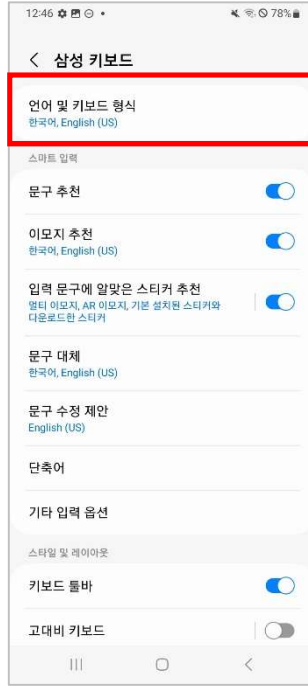 12:46
78%
삼성 키보드
언어 및 키보드 형식
한국어, English (US)
스마트 입력
문구 추천
이모지 추천
한국어, English (US)
입력 문구에 알맞은 스티커 추천
멀티 이모지, AR 이모지, 기본 설치된 스티커와
다운로드한 스티커
문구 대체
한국어, English (US)
문구 수정 제안
English (US)
단축어
기타 입력 옵션
스타일 및 레이아웃
키보드 툴바
고대비 키보드